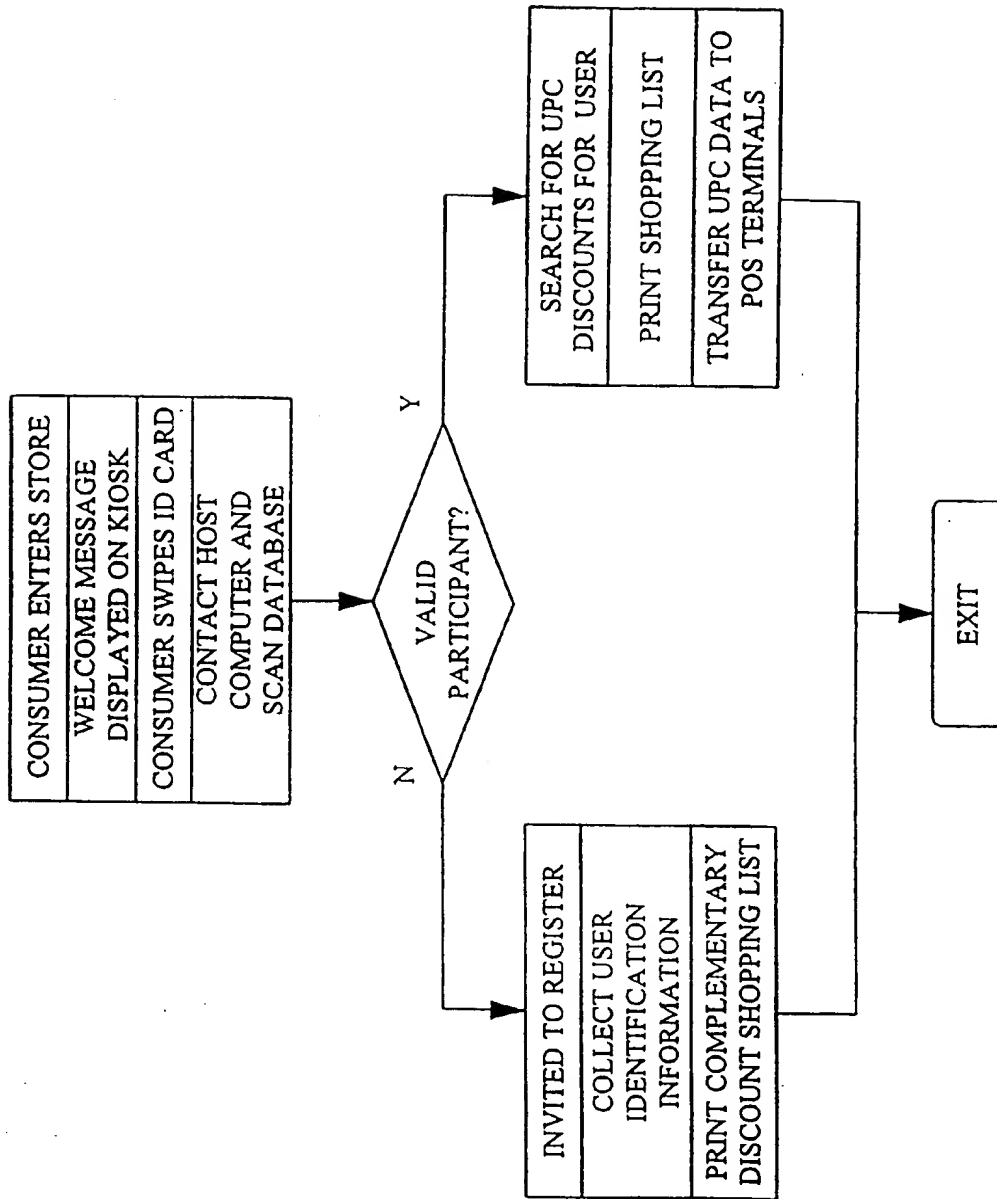 CONSUMER ENTERS STORE
WELCOME MESSAGE
DISPLAYED ON KIOSK
CONSUMER SWIPES ID CARD
CONTACT HOST
COMPUTER AND
SCAN DATABASE
VALID
PARTICIPANT?
N
Y
INVITED TO REGISTER
COLLECT USER
IDENTIFICATION
INFORMATION
PRINT COMPLEMENTARY
DISCOUNT SHOPPING LIST
SEARCH FOR UPC
DISCOUNTS FOR USER
PRINT SHOPPING LIST
TRANSFER UPC DATA TO
POS TERMINALS
EXIT